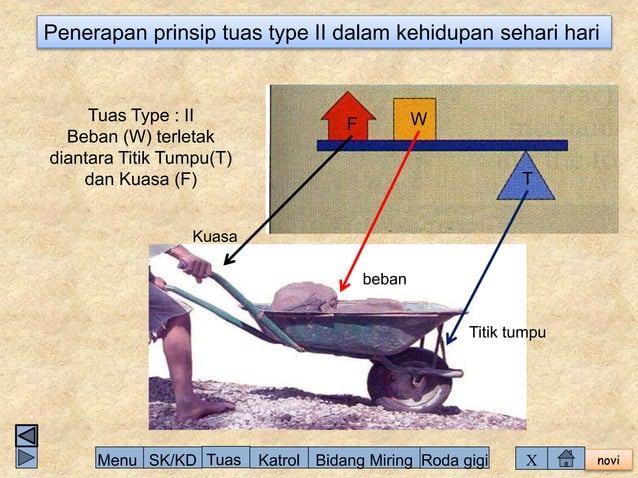 Penerapan prinsip tuas type II dalam kehidupan sehari hari
Tuas Type : II
Beban (W) terletak
diantara Titik Tumpu(T)
dan Kuasa (F)
F
W
T
Kuasa
beban
Titik tumpu
Menu SK/KD Tuas Katrol Bidang Miring Roda gigi X novi